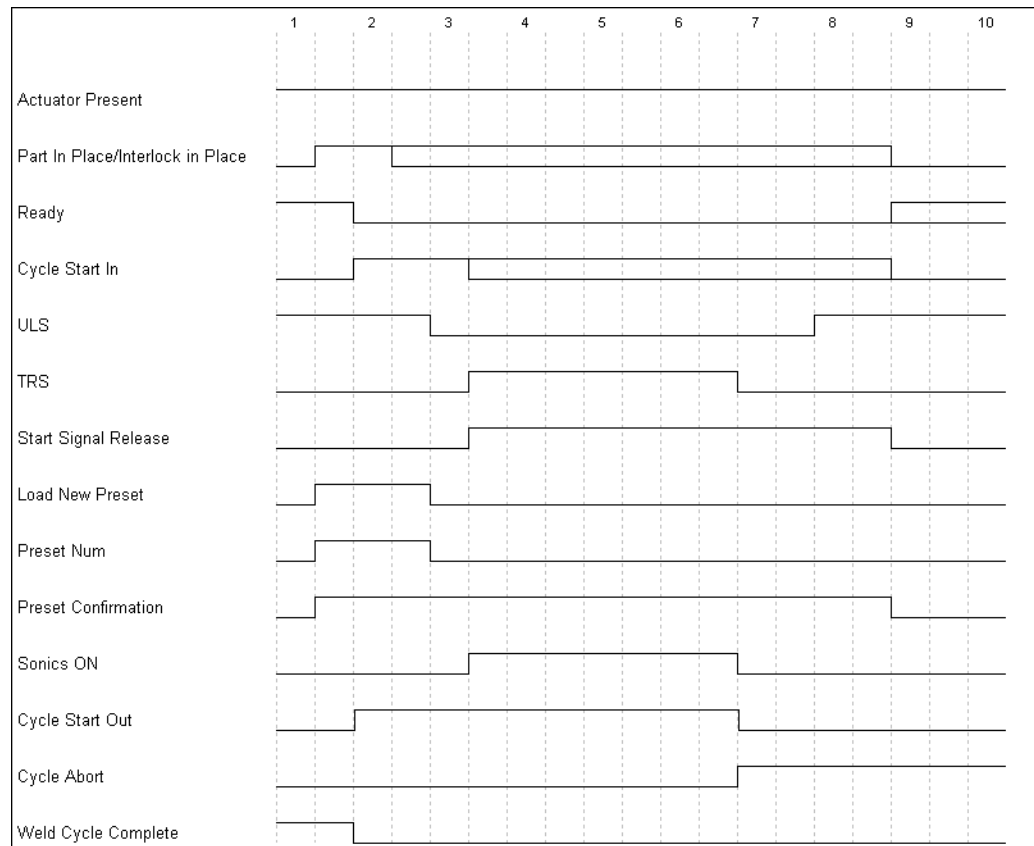 1 2 3 4 5 6 7 8 9 10
Actuator Present
Part In Place/Interlock in Place
Ready
Cycle Start In
ULS
TRS
Start Signal Release
Load New Preset
Preset Num
Preset Confirmation
Sonics ON
Cycle Start Out
Cycle Abort
Weld Cycle Complete